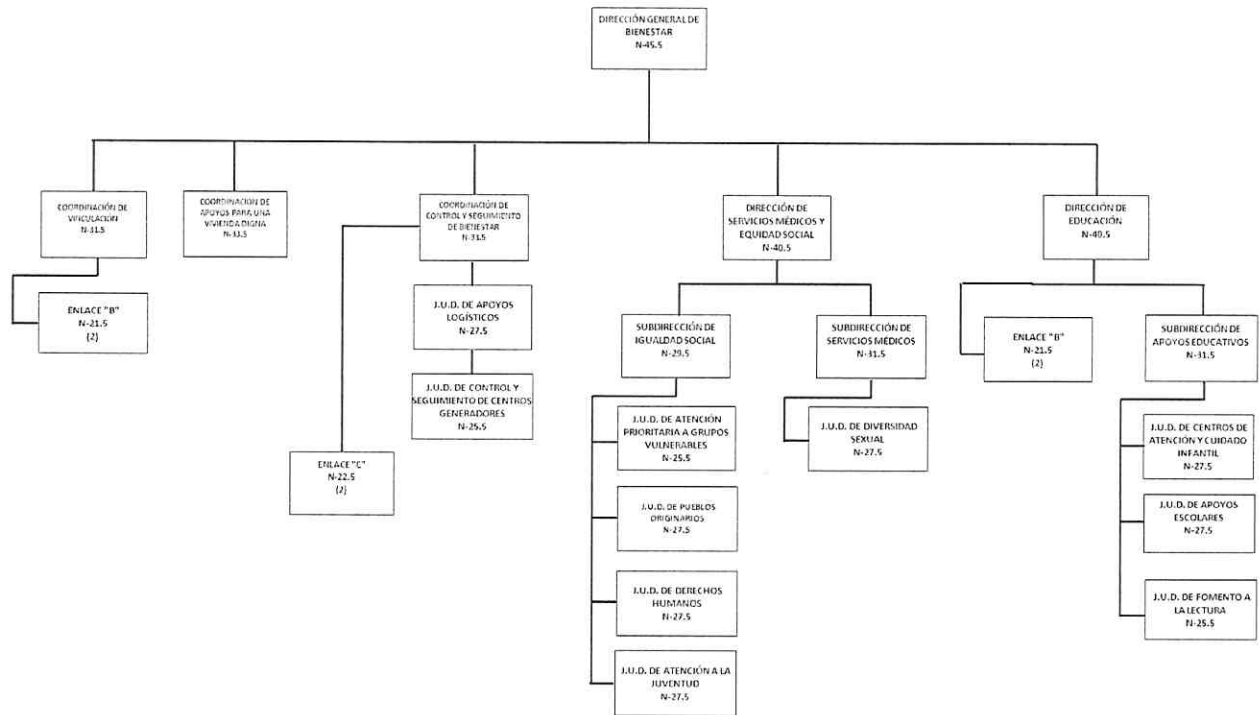 DIRECCIÓN GENERAL DE
BIENESTAR
N-45.5
COORDINACIÓN DE
VINCULACIÓN
N-31.5
COORDINACIÓN DE
APOYOS PARA UNA
VIVIENDA DIGNA
N-33.5
COORDINACIÓN DE
CONTROL Y SEGUIMIENTO
DE BIENESTAR
N-31.5
DIRECCIÓN DE
SERVICIOS MÉDICOS Y
EQUIDAD SOCIAL
N-40.5
DIRECCIÓN DE
EDUCACIÓN
N-40.5
ENLACE "B"
N-21.5
(2)
J.U.D. DE APOYOS
LOGÍSTICOS
N-27.5
J.U.D. DE CONTROL Y
SEGUIMIENTO DE CENTROS
GENERADORES
N-25.5
ENLACE "C"
N-22.5
(2)
SUBDIRECCIÓN DE
IGUALDAD SOCIAL
N-29.5
J.U.D. DE ATENCIÓN
PRIORITARIA A GRUPOS
VULNERABLES
N-25.5
J.U.D. DE PUEBLOS
ORIGINARIOS
N-27.5
J.U.D. DE DERECHOS
HUMANOS
N-27.5
J.U.D. DE ATENCIÓN A LA
JUVENTUD
N-27.5
SUBDIRECCIÓN DE
SERVICIOS MÉDICOS
N-31.5
J.U.D. DE DIVERSIDAD
SEXUAL
N-27.5
ENLACE "B"
N-21.5
(2)
SUBDIRECCIÓN DE
APOYOS EDUCATIVOS
N-31.5
J.U.D. DE CENTROS DE
ATENCIÓN Y CUIDADO
INFANTIL
N-27.5
J.U.D. DE APOYOS
ESCOLARES
N-27.5
J.U.D. DE FOMENTO A
LA LECTURA
N-25.5